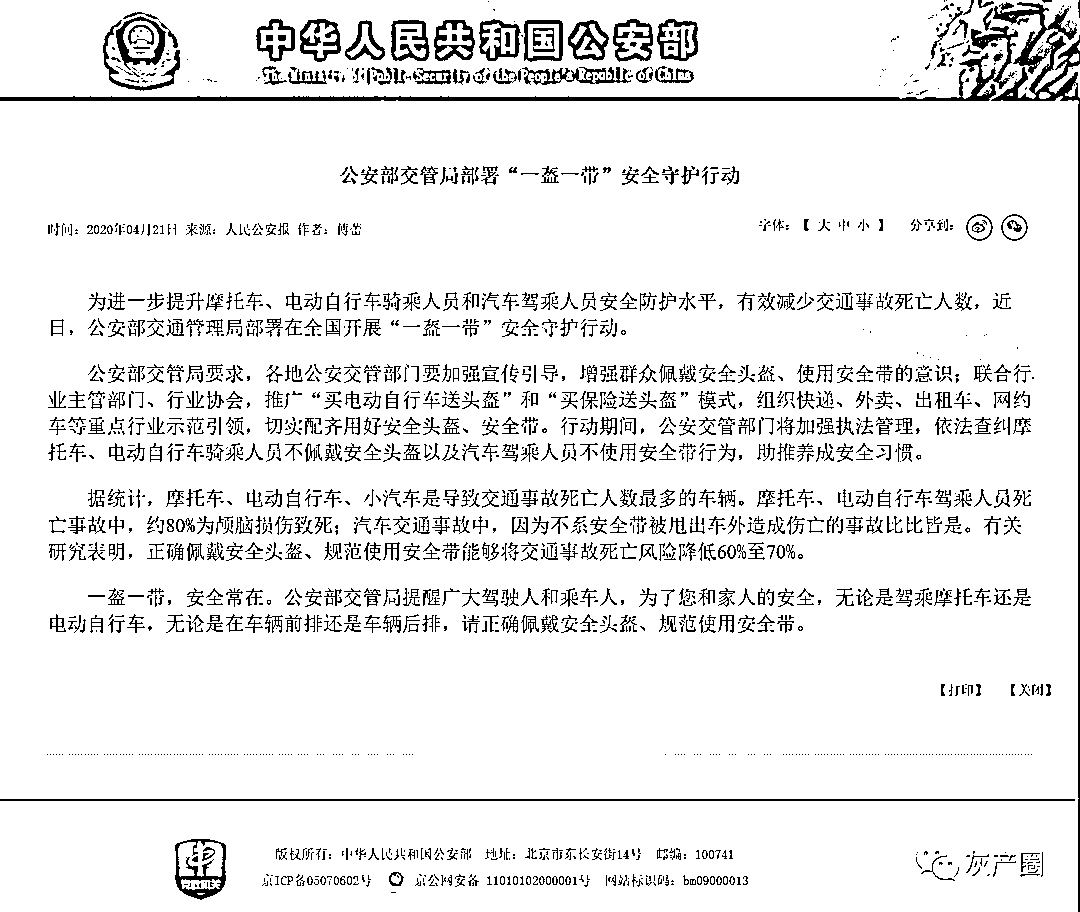 中华人民共和国公安部
The Ministry of Public Security of the People's Republic of China
公安部交管局部署“一盔一带”安全守护行动
时间：2020年04月21日 来源：人民公安报 作者：傅蕾
字体：【 大 中 小 】 分享到：
为进一步提升摩托车、电动自行车骑乘人员和汽车驾乘人员安全防护水平，有效减少交通事故死亡人数，近
日，公安部交通管理局部署在全国开展“一盔一带”安全守护行动。
公安部交管局要求，各地公安交管部门要加强宣传引导，增强群众佩戴安全头盔、使用安全带的意识；联合行
业主管部门、行业协会，推广“买电动自行车送头盔”和“买保险送头盔”模式，组织快递、外卖、出租车、网约
车等重点行业示范引领，切实配齐用好安全头盔、安全带。行动期间，公安交管部门将加强执法管理，依法查纠摩
托车、电动自行车骑乘人员不佩戴安全头盔以及汽车驾乘人员不使用安全带行为，助推养成安全习惯。
据统计，摩托车、电动自行车、小汽车是导致交通事故死亡人数最多的车辆。摩托车、电动自行车驾乘人员死
亡事故中，约80%为颅脑损伤致死；汽车交通事故中，因为不系安全带被甩出车外造成伤亡的事故比比皆是。有关
研究表明，正确佩戴安全头盔、规范使用安全带能够将交通事故死亡风险降低60%至70%。
一盔一带，安全常在。公安部交管局提醒广大驾驶人和乘车人，为了您和家人的安全，无论是驾乘摩托车还是
电动自行车，无论是在车辆前排还是车辆后排，请正确佩戴安全头盔、规范使用安全带。
【打印】 【关闭】
党政机关
版权所有：中华人民共和国公安部 地址：北京市东长安街14号 邮编：100741
京ICP备05070602号 京公网安备 11010102000001号 网站标识码：bm09000013
灰产圈